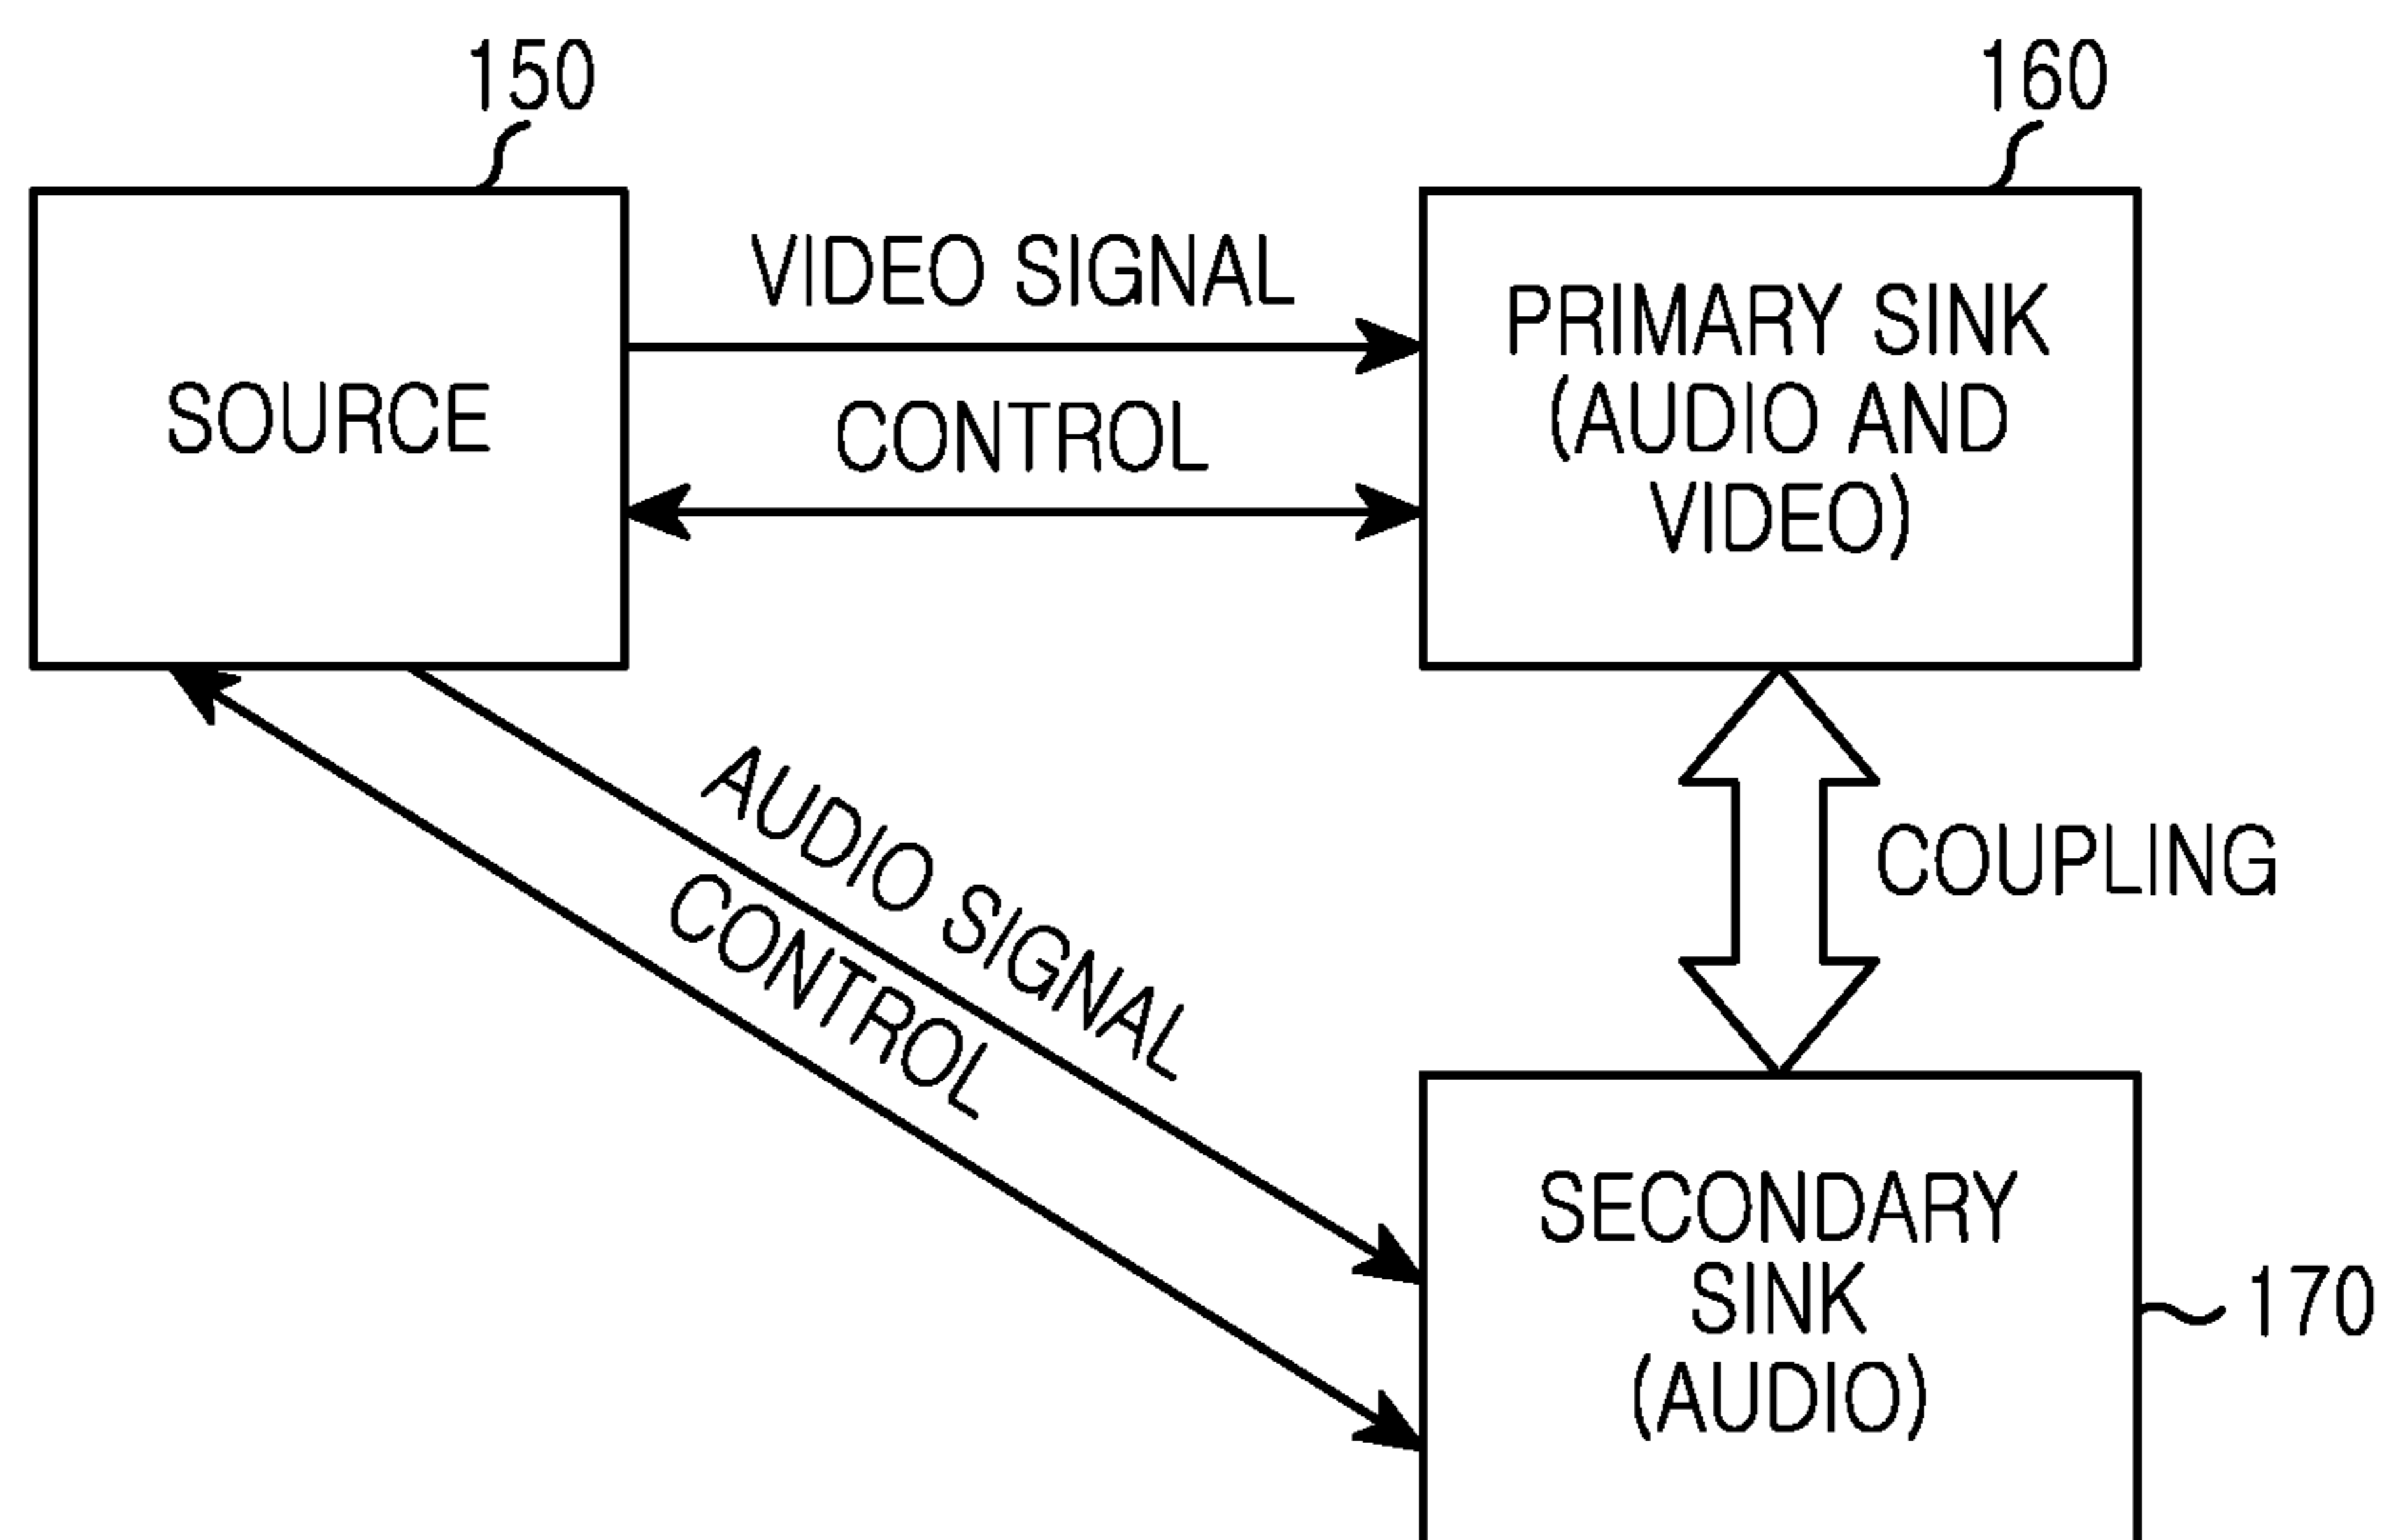 150
160
SOURCE
VIDEO SIGNAL
CONTROL
PRIMARY SINK
(AUDIO AND
VIDEO)
AUDIO SIGNAL
CONTROL
COUPLING
SECONDARY
SINK
(AUDIO)
170